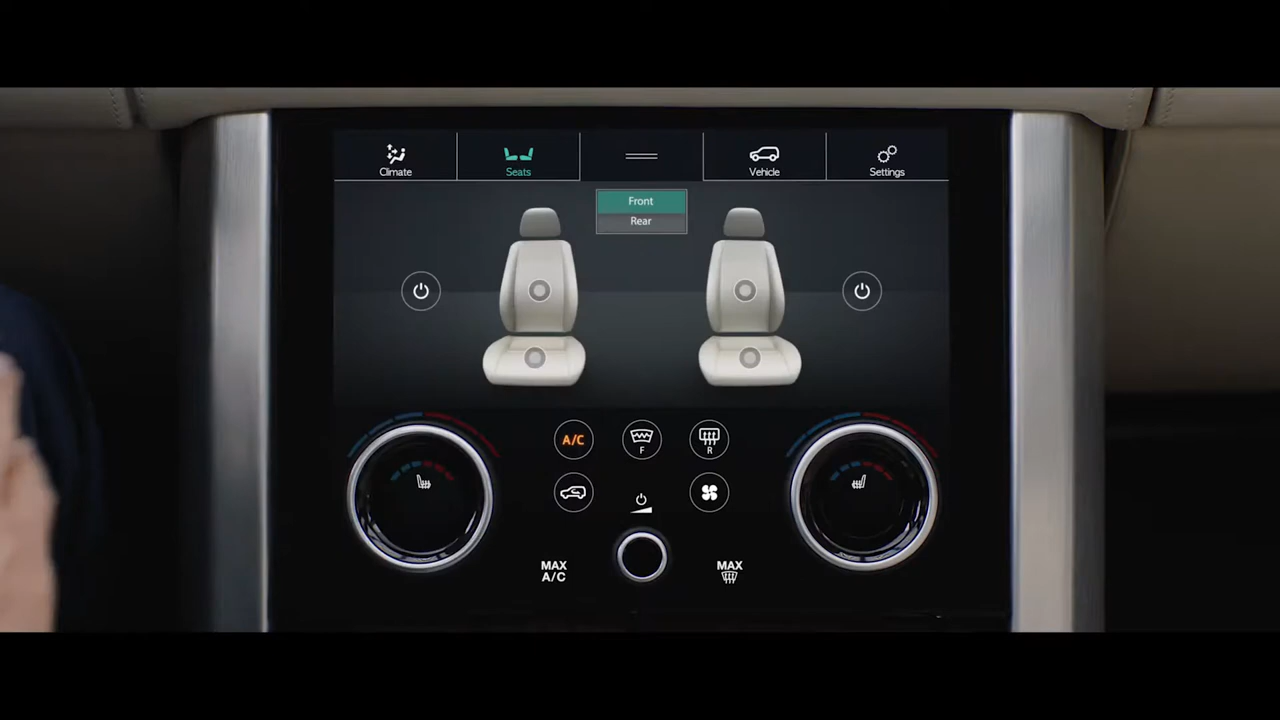 Climate
Seats
Vehicle
Settings
Front
Rear
A/C
F
R
MAX
A/C
MAX